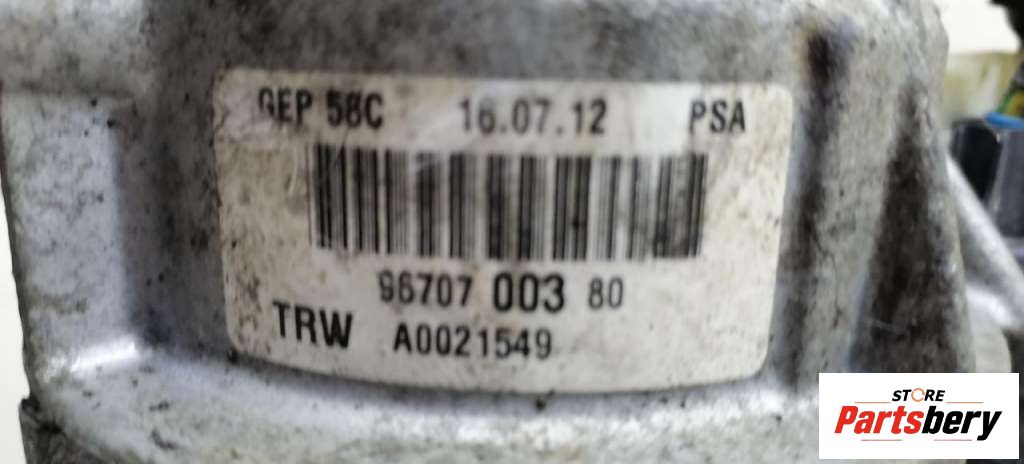 GEP 58C 16.07.12 PSA
96707 003 80
TRW A0021549
STORE
Partsbery